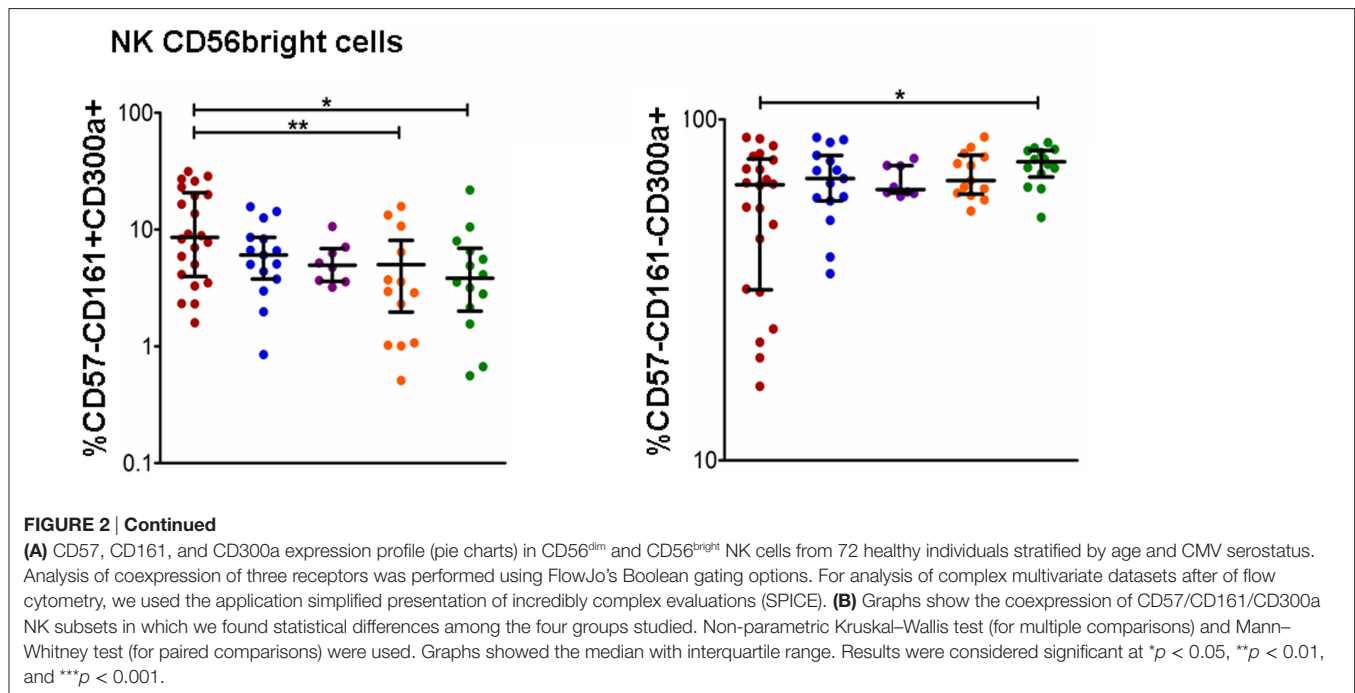 NK CD56bright cells
%CD57-CD161+CD300a+
100
10
1
0.1
*
**
%CD57-CD161-CD300a+
100
10
*
FIGURE 2 | Continued
(A) CD57, CD161, and CD300a expression profile (pie charts) in CD56dim and CD56bright NK cells from 72 healthy individuals stratified by age and CMV serostatus.
Analysis of coexpression of three receptors was performed using FlowJo's Boolean gating options. For analysis of complex multivariate datasets after of flow
cytometry, we used the application simplified presentation of incredibly complex evaluations (SPICE). (B) Graphs show the coexpression of CD57/CD161/CD300a
NK subsets in which we found statistical differences among the four groups studied. Non-parametric Kruskal–Wallis test (for multiple comparisons) and Mann–
Whitney test (for paired comparisons) were used. Graphs showed the median with interquartile range. Results were considered significant at *p < 0.05, **p < 0.01,
and ***p < 0.001.